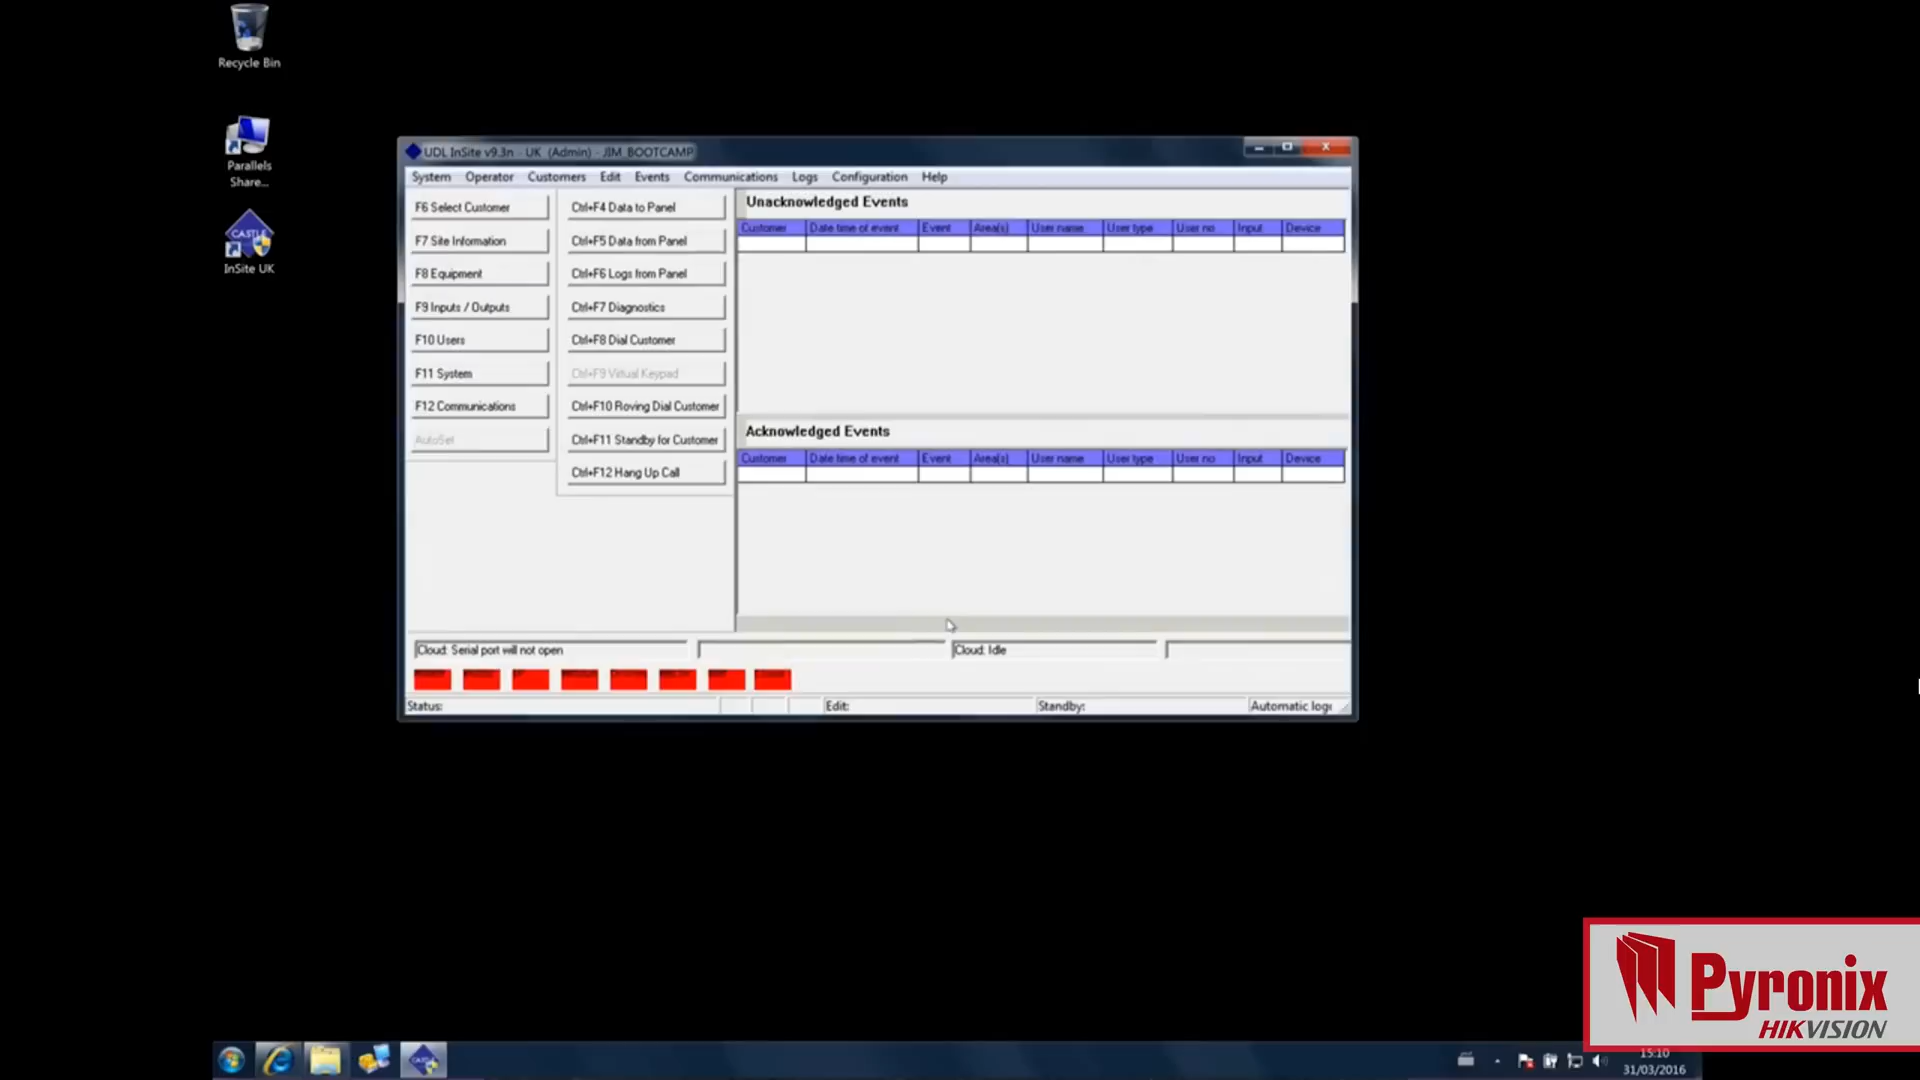 Recycle Bin
Parallels
Share...
CASTLE
InSite UK
UDL InSite v9.3n - UK (Admin) - JIM_BOOTCAMP
System Operator Customers Edit Events Communications Logs Configuration Help
F6 Select Customer
F7 Site Information
F8 Equipment
F9 Inputs / Outputs
F10 Users
F11 System
F12 Communications
AutoSet
Ctrl+F4 Data to Panel
Ctrl+F5 Data from Panel
Ctrl+F6 Logs from Panel
Ctrl+F7 Diagnostics
Ctrl+F8 Dial Customer
Ctrl+F9 Virtual Keypad
Ctrl+F10 Roving Dial Customer
Ctrl+F11 Standby for Customer
Ctrl+F12 Hang Up Call
Unacknowledged Events
Customer Date time of event Event Area(s) User name User type User no Input Device
Acknowledged Events
Customer Date time of event Event Area(s) User name User type User no Input Device
Cloud: Serial port will not open
Cloud: Idle
Status: Edit: Standby: Automatic log
CASTLE
Pyronix
HIKVISION
15:10
31/03/2016